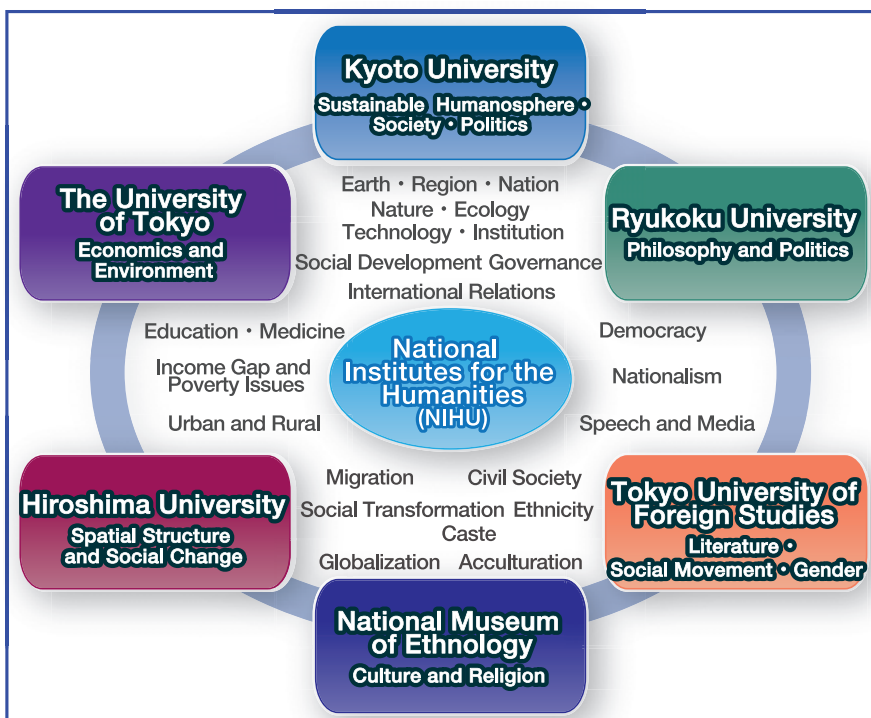 Kyoto University
Sustainable Humanosphere・
Society・Politics
The University
of Tokyo
Economics and
Environment
Earth・Region・Nation
Nature・Ecology
Technology・Institution
Social Development Governance
International Relations
Ryukoku University
Philosophy and Politics
Education・Medicine
Income Gap and
Poverty Issues
Urban and Rural
National
Institutes for the
Humanities
(NIHU)
Democracy
Nationalism
Speech and Media
Hiroshima University
Spatial Structure
and Social Change
Migration Civil Society
Social Transformation Ethnicity
Caste
Globalization Acculturation
Tokyo University of
Foreign Studies
Literature・
Social Movement・Gender
National Museum
of Ethnology
Culture and Religion